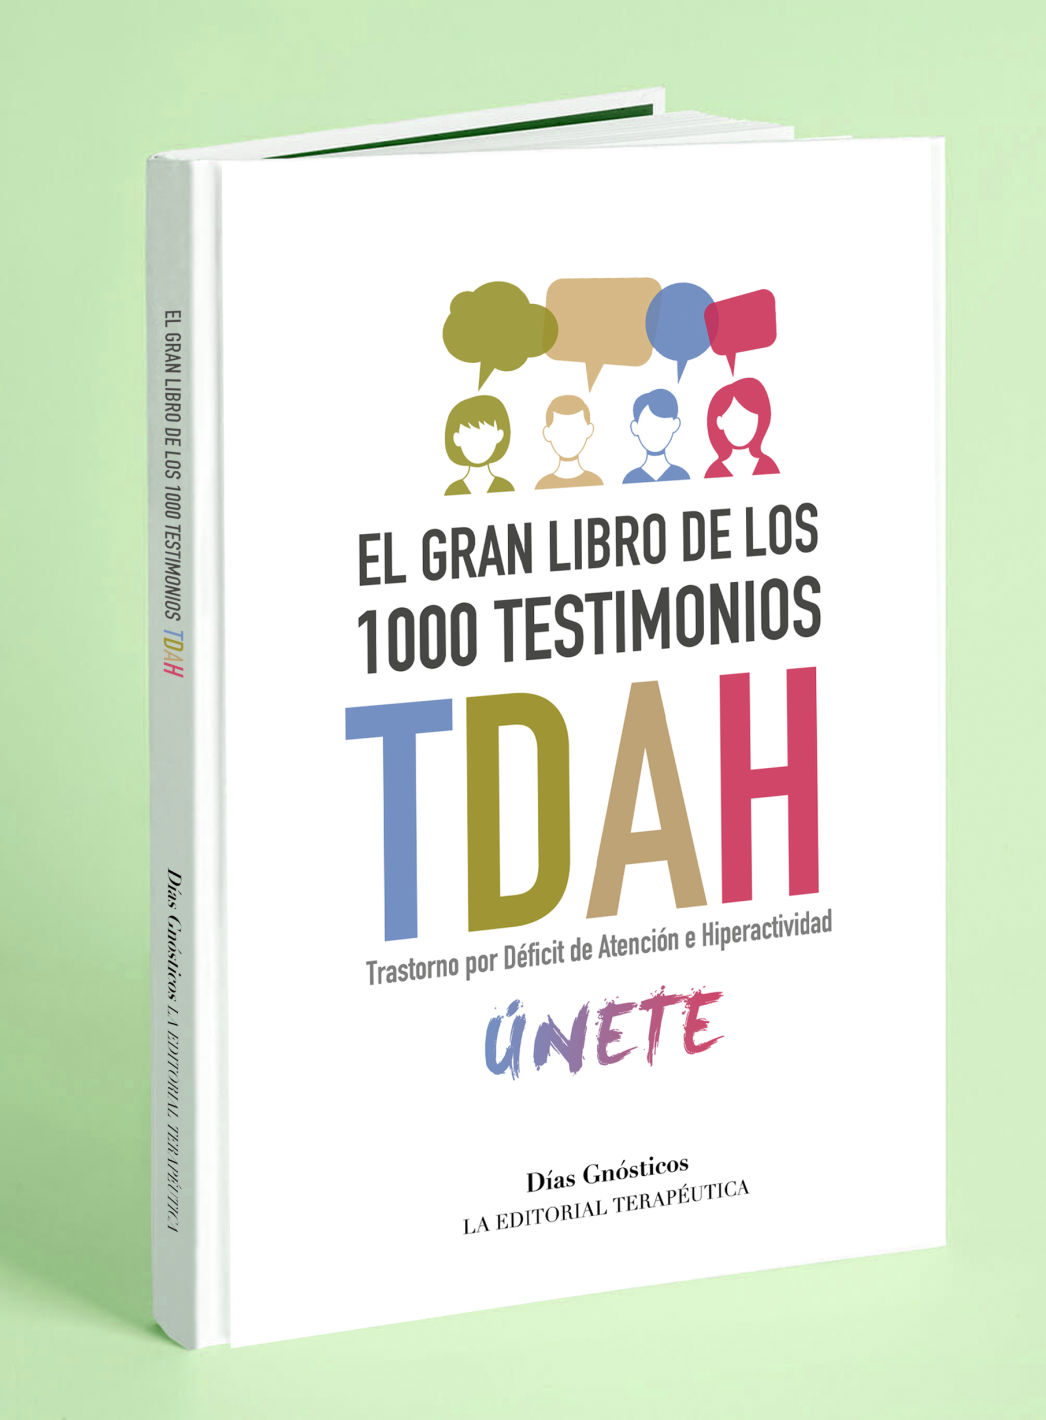 EL GRAN LIBRO DE LOS 1000 TESTIMONIOS TDAH
Días Gnósticos LA EDITORIAL TERAPÉUTICA
EL GRAN LIBRO DE LOS
1000 TESTIMONIOS
TDAH
Trastorno por Déficit de Atención e Hiperactividad
ÚNETE
Días Gnósticos
LA EDITORIAL TERAPÉUTICA